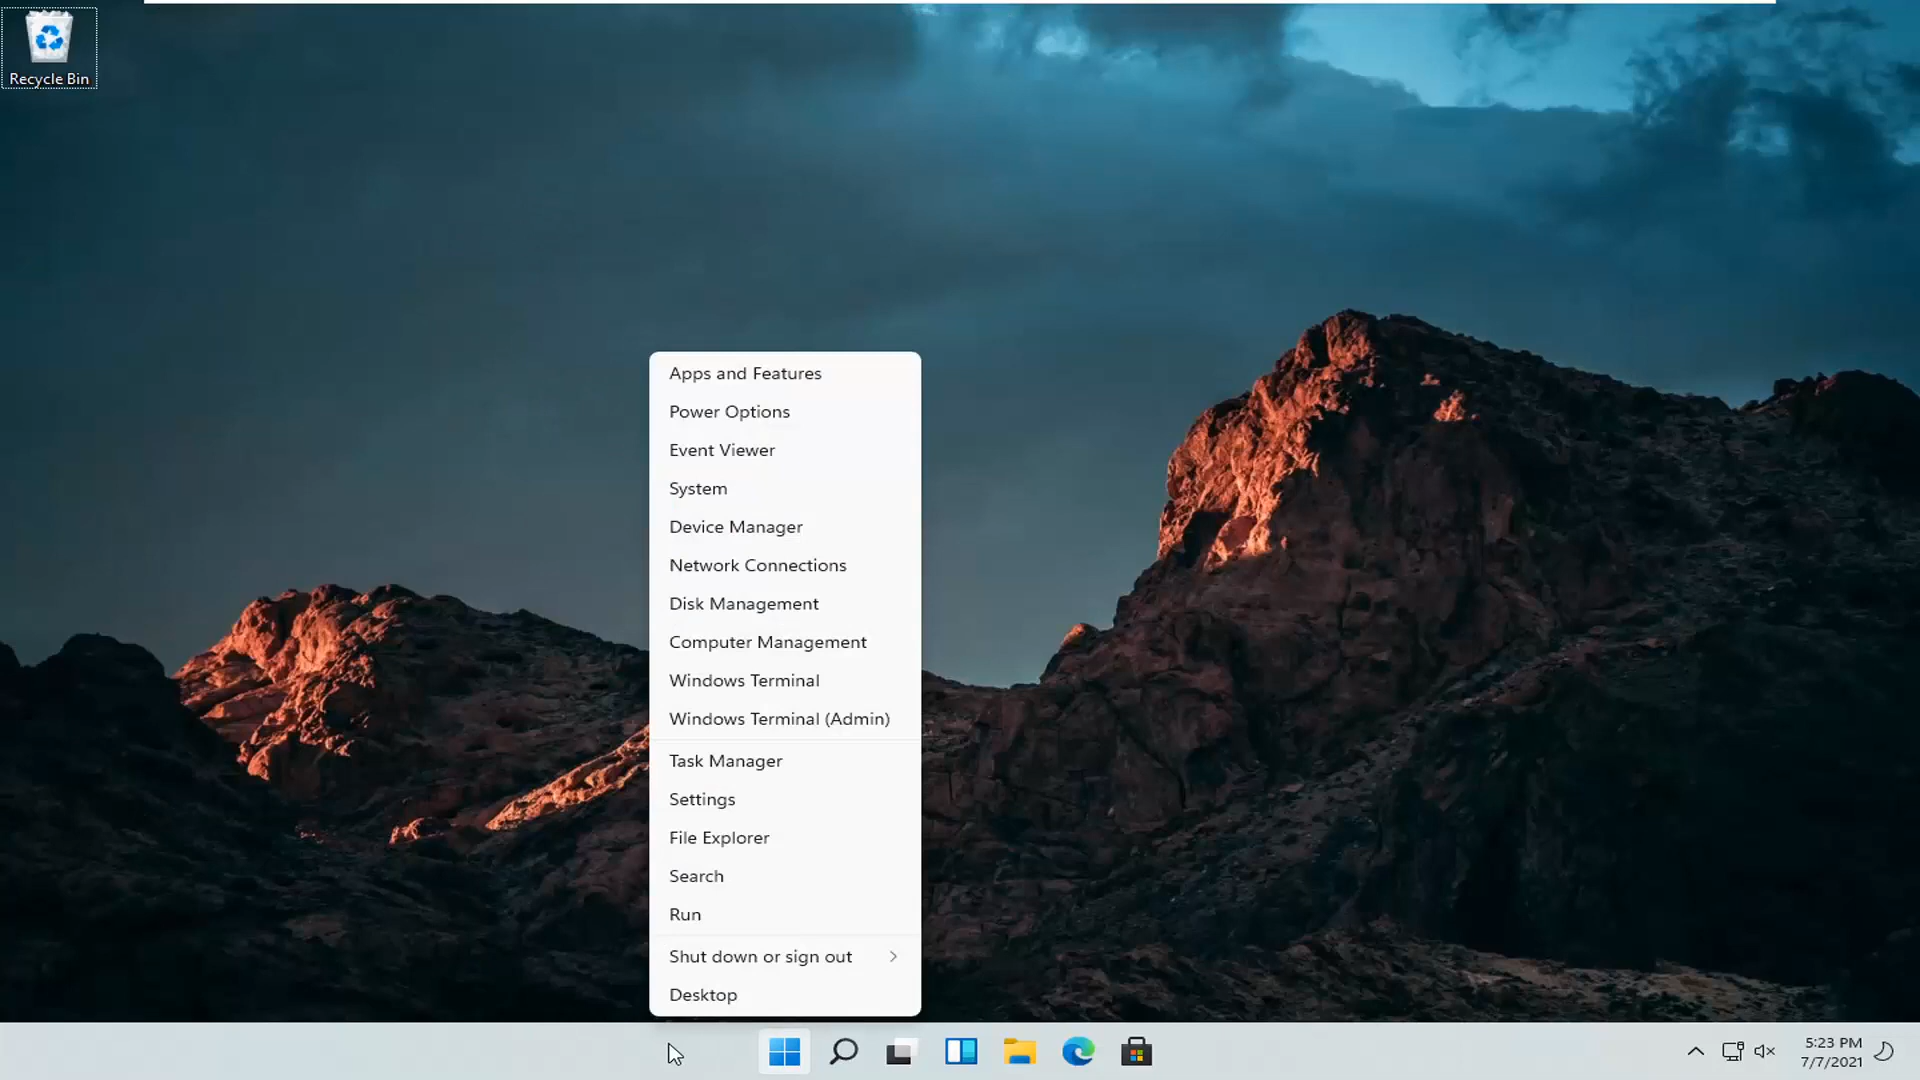 Recycle Bin
Apps and Features
Power Options
Event Viewer
System
Device Manager
Network Connections
Disk Management
Computer Management
Windows Terminal
Windows Terminal (Admin)
Task Manager
Settings
File Explorer
Search
Run
Shut down or sign out
Desktop
5:23 PM
7/7/2021